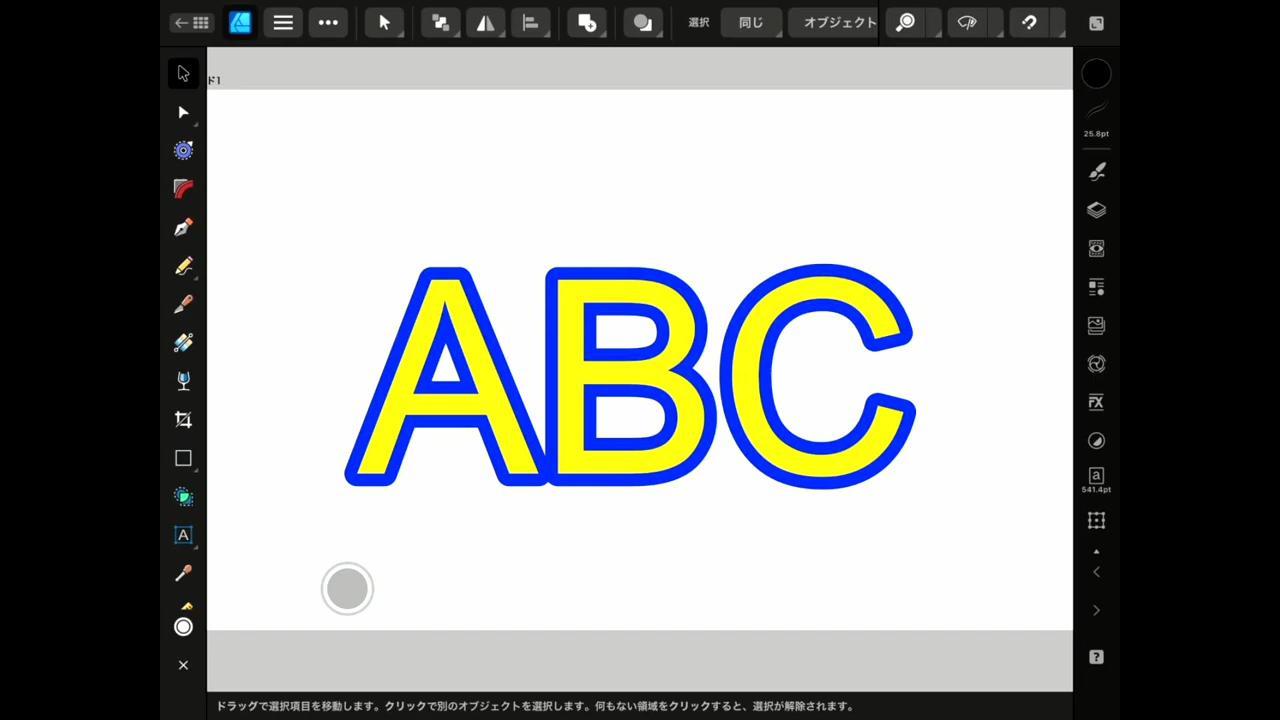 選択
同じ
オブジェクト
ド1
ABC
25.8pt
FX
a
541.4pt
A
?
ドラッグで選択項目を移動します。クリックで別のオブジェクトを選択します。何もない領域をクリックすると、選択が解除されます。